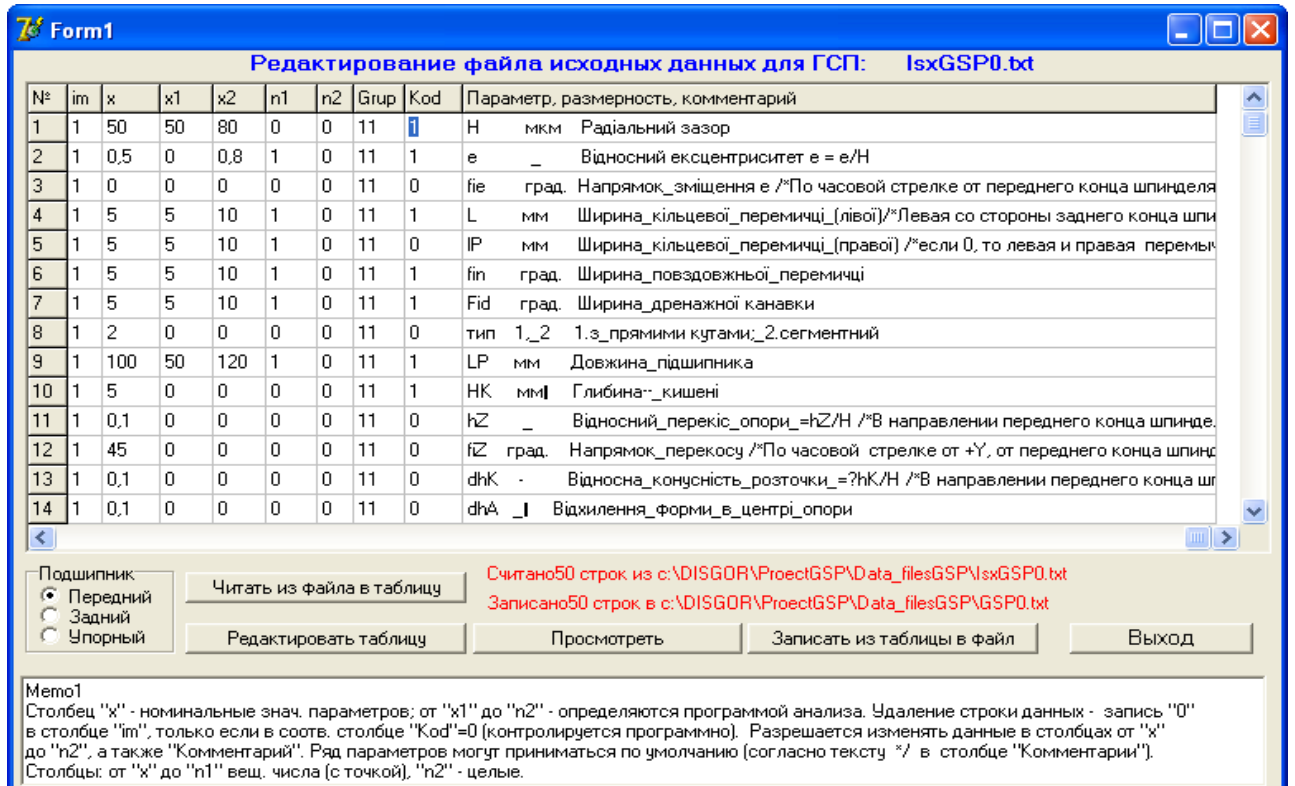 Form1
Редактирование файла исходных данных для ГСП: IsxGSP0.txt
№ im x x1 x2 n1 n2 Grup Kod Параметр, размерность, комментарий
1 1 50 50 80 0 0 11 1 H мкм Радіальний зазор
2 1 0,5 0 0,8 1 0 11 1 e _ Відносний ексцентриситет e = e/H
3 1 0 0 0 0 0 11 0 fie град. Напрямок_зміщення e /*По часовой стрелке от переднего конца шпинделя
4 1 5 5 10 1 0 11 1 L мм Ширина_кільцевої_перемичці_(лівої)/*Левая со стороны заднего конца шпи
5 1 5 5 10 1 0 11 0 lP мм Ширина_кільцевої_перемичці_(правої) /*если 0, то левая и правая перемы
6 1 5 5 10 1 0 11 1 fin град. Ширина_повздовжньої_перемичці
7 1 5 5 10 1 0 11 1 Fid град. Ширина_дренажної канавки
8 1 2 0 0 0 0 11 0 тип 1,_2 1.з_прямими кутами;_2.сегментний
9 1 100 50 120 1 0 11 1 LP мм Довжина_підшипника
10 1 5 0 0 0 0 11 1 HK мм Глибина--_кишені
11 1 0,1 0 0 0 0 11 0 hZ _ Відносний_перекіс_опори_=hZ/H /*В направлении переднего конца шпинде.
12 1 45 0 0 0 0 11 0 fiZ град. Напрямок_перекосу /*По часовой стрелке от +Y, от переднего конца шпинд
13 1 0,1 0 0 0 0 11 0 dhK - Відносна_конусність_розточки_=?hK/H /*В направлении переднего конца шп
14 1 0,1 0 0 0 0 11 0 dhA _ Відхилення_форми_в_центрі_опори
Подшипник
Передний
Задний
Упорный
Читать из файла в таблицу
Считано50 строк из c:\DISGOR\ProectGSP\Data_filesGSP\IsxGSP0.txt
Записано50 строк в c:\DISGOR\ProectGSP\Data_filesGSP\GSP0.txt
Редактировать таблицу Просмотреть Записать из таблицы в файл Выход
Memo1
Столбец "x" - номинальные знач. параметров; от "x1" до "n2" - определяются программой анализа. Удаление строки данных - запись "0"
в столбце "im", только если в соотв. столбце "Kod"=0 (контролируется программно). Разрешается изменять данные в столбцах от "x"
до "n2", а также "Комментарий". Ряд параметров могут приниматься по умолчанию (согласно тексту */ в столбце "Комментарии").
Столбцы: от "x" до "n1" вещ. числа (с точкой), "n2" - целые.